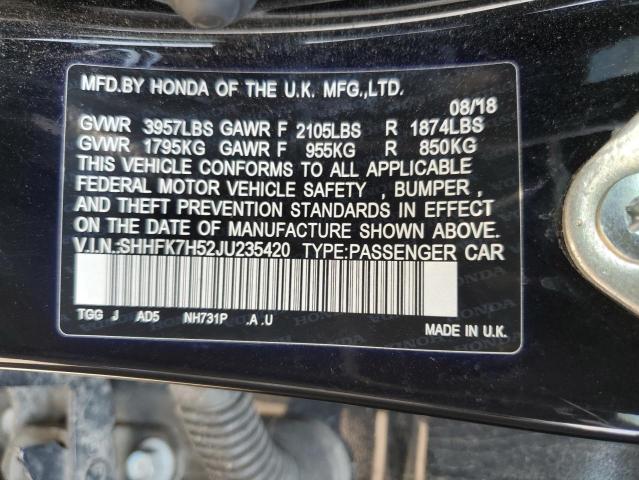 MFD.BY HONDA OF THE U.K. MFG.,LTD.
08/18
GVWR 3957LBS GAWR F 2105LBS R 1874LBS
GVWR 1795KG GAWR F 955KG R 850KG
THIS VEHICLE CONFORMS TO ALL APPLICABLE
FEDERAL MOTOR VEHICLE SAFETY , BUMPER ,
AND THEFT PREVENTION STANDARDS IN EFFECT
ON THE DATE OF MANUFACTURE SHOWN ABOVE.
V.I.N.:SHHFK7H52JU235420 TYPE:PASSENGER CAR
TGG J AD5 NH731P .A .U
MADE IN U.K.